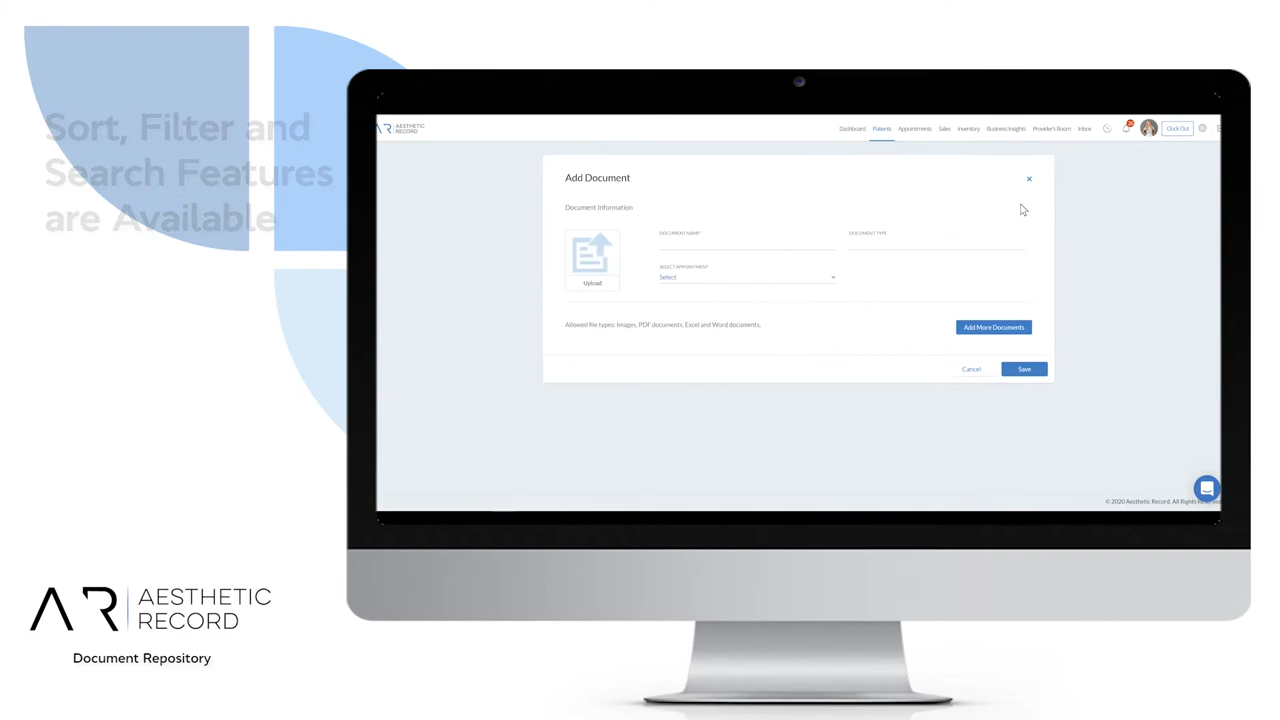 Sort, Filter and
Search Features
are Available
AESTHETIC
RECORD
Dashboard Patients Appointments Sales Inventory Business Insights Provider's Room Inbox
Clock Out
Add Document
Document Information
DOCUMENT NAME*
DOCUMENT TYPE
SELECT APPOINTMENT*
Select
Upload
Allowed file types: Images, PDF documents, Excel and Word documents.
Add More Documents
Cancel
Save
© 2020 Aesthetic Record. All Rights Reserved
AR AESTHETIC
RECORD
Document Repository